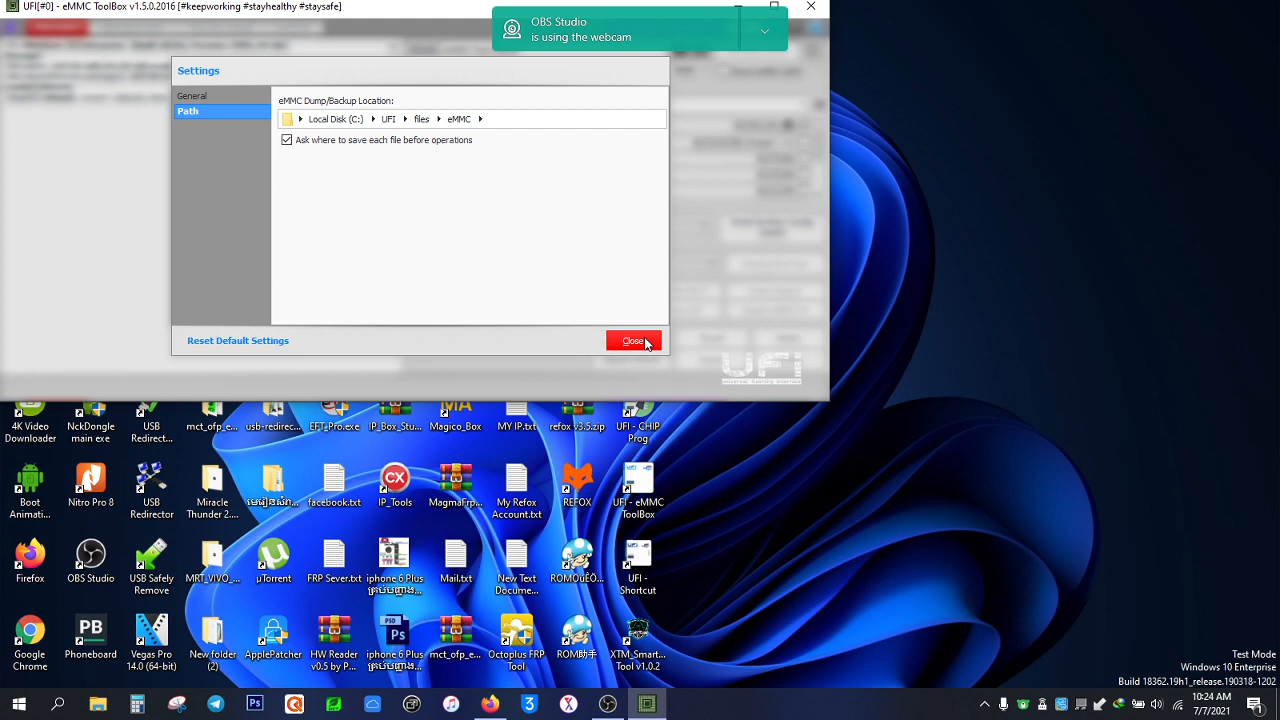 UFI[#0] - eMMC ToolBox v1.5.0.2016 [#keepworking #stayhealthy #staysafe]
OBS Studio
is using the webcam
Settings
General
Path
eMMC Dump/Backup Location:
Local Disk (C:) UFI files eMMC
Ask where to save each file before operations
Reset Default Settings
Close
UFI
4K Video Downloader
NckDongle main exe
USB Redirect...
mct_ofp_e...
usb-redirec...
EFT_Pro.exe
IP_Box_Stu...
Magico_Box
MY IP.txt
refox v3.5.zip
UFI - CHIP Prog
Boot Animati...
Nitro Pro 8
USB Redirector
Miracle Thunder 2....
facebook.txt
IP_Tools
MagmaFrp...
My Refox Account.txt
REFOX
UFI - eMMC ToolBox
Firefox
OBS Studio
USB Safely Remove
MRT_VIVO_...
µTorrent
FRP Sever.txt
iphone 6 Plus
Mail.txt
New Text Docume...
UFI - Shortcut
Google Chrome
Phoneboard
Vegas Pro 14.0 (64-bit)
New folder (2)
ApplePatcher
HW Reader v0.5 by P...
iphone 6 Plus
mct_ofp_e...
Octoplus FRP Tool
ROM助手
XTM_Smart... Tool v1.0.2
Test Mode
Windows 10 Enterprise
Build 18362.19h1_release.190318-1202
10:24 AM
7/7/2021